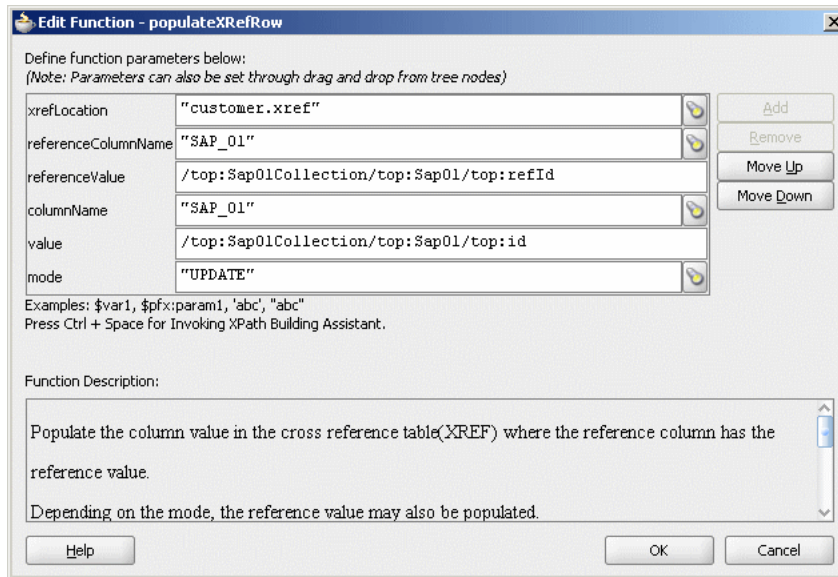 Edit Function - populateXRefRow
Define function parameters below:
(Note: Parameters can also be set through drag and drop from tree nodes)
xrefLocation "customer.xref" Add
referenceColumnName "SAP_01" Remove
referenceValue /top:Sap01Collection/top:Sap01/top:refId Move Up
columnName "SAP_01" Move Down
value /top:Sap01Collection/top:Sap01/top:id
mode "UPDATE"
Examples: $var1, $pfx:param1, 'abc', "abc"
Press Ctrl + Space for Invoking XPath Building Assistant.
Function Description:
Populate the column value in the cross reference table(XREF) where the reference column has the
reference value.
Depending on the mode, the reference value may also be populated.
Help OK Cancel